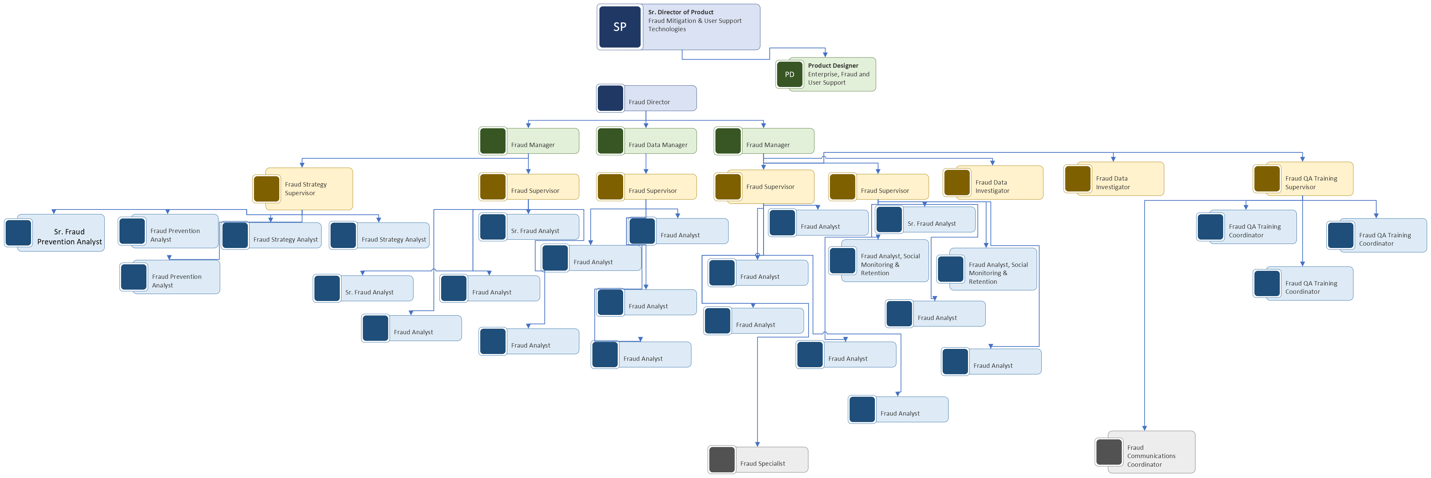 SP
Sr. Director of Product
Fraud Mitigation & User Support
Technologies
PD
Product Designer
Enterprise, Fraud and
User Support
Fraud Director
Fraud Manager
Fraud Data Manager
Fraud Manager
Fraud Strategy
Supervisor
Fraud Supervisor
Fraud Supervisor
Fraud Supervisor
Fraud Supervisor
Fraud Data
Investigator
Fraud Data
Investigator
Fraud QA Training
Supervisor
Sr. Fraud
Prevention Analyst
Fraud Prevention
Analyst
Fraud Strategy Analyst
Fraud Strategy Analyst
Sr. Fraud Analyst
Fraud Analyst
Fraud Analyst
Sr. Fraud Analyst
Fraud QA Training
Coordinator
Fraud QA Training
Coordinator
Fraud Prevention
Analyst
Sr. Fraud Analyst
Fraud Analyst
Fraud Analyst
Fraud Analyst
Fraud Analyst, Social
Monitoring &
Retention
Fraud Analyst, Social
Monitoring &
Retention
Fraud QA Training
Coordinator
Fraud Analyst
Fraud Analyst
Fraud Analyst
Fraud Analyst
Fraud Analyst
Fraud Analyst
Fraud Analyst
Fraud Analyst
Fraud Analyst
Fraud Analyst
Fraud Specialist
Fraud
Communications
Coordinator